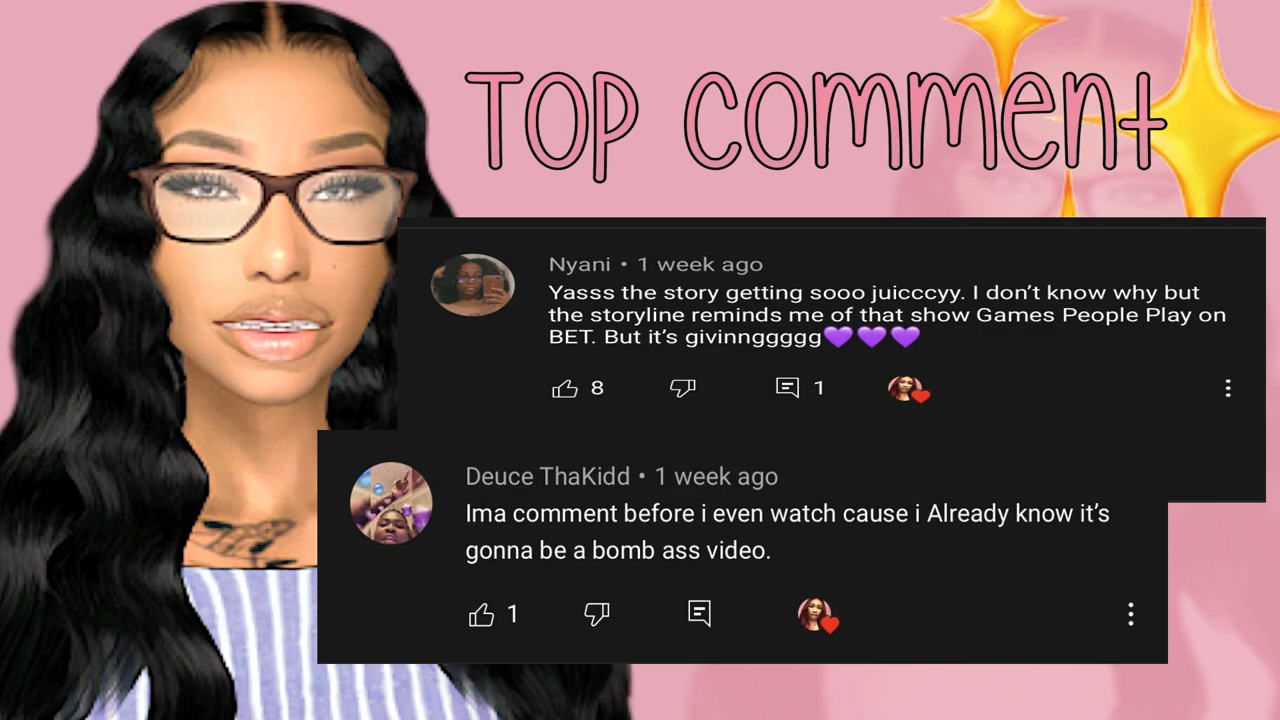 Top Comment
Nyani • 1 week ago
Yasss the story getting sooo juicccyy. I don’t know why but
the storyline reminds me of that show Games People Play on
BET. But it’s givinnggggg💜💜💜
8
1
Deuce ThaKidd • 1 week ago
Ima comment before i even watch cause i Already know it’s
gonna be a bomb ass video.
1